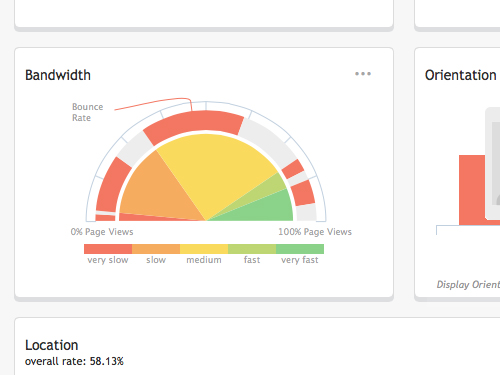 Bandwidth
Orientation
Bounce
Rate
0% Page Views
100% Page Views
very slow
slow
medium
fast
very fast
Display Orient
Location
overall rate: 58.13%